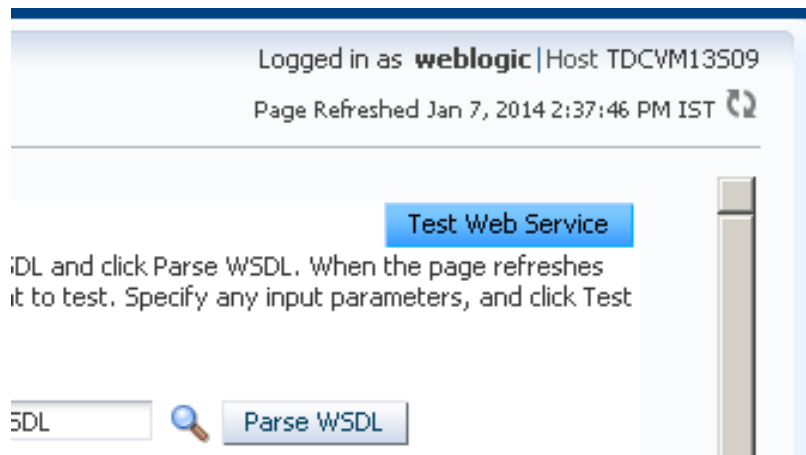 Logged in as weblogic|Host TDCVM13S09
Page Refreshed Jan 7, 2014 2:37:46 PM IST
Test Web Service
SDL and click Parse WSDL. When the page refreshes
to test. Specify any input parameters, and click Test
SDL Parse WSDL